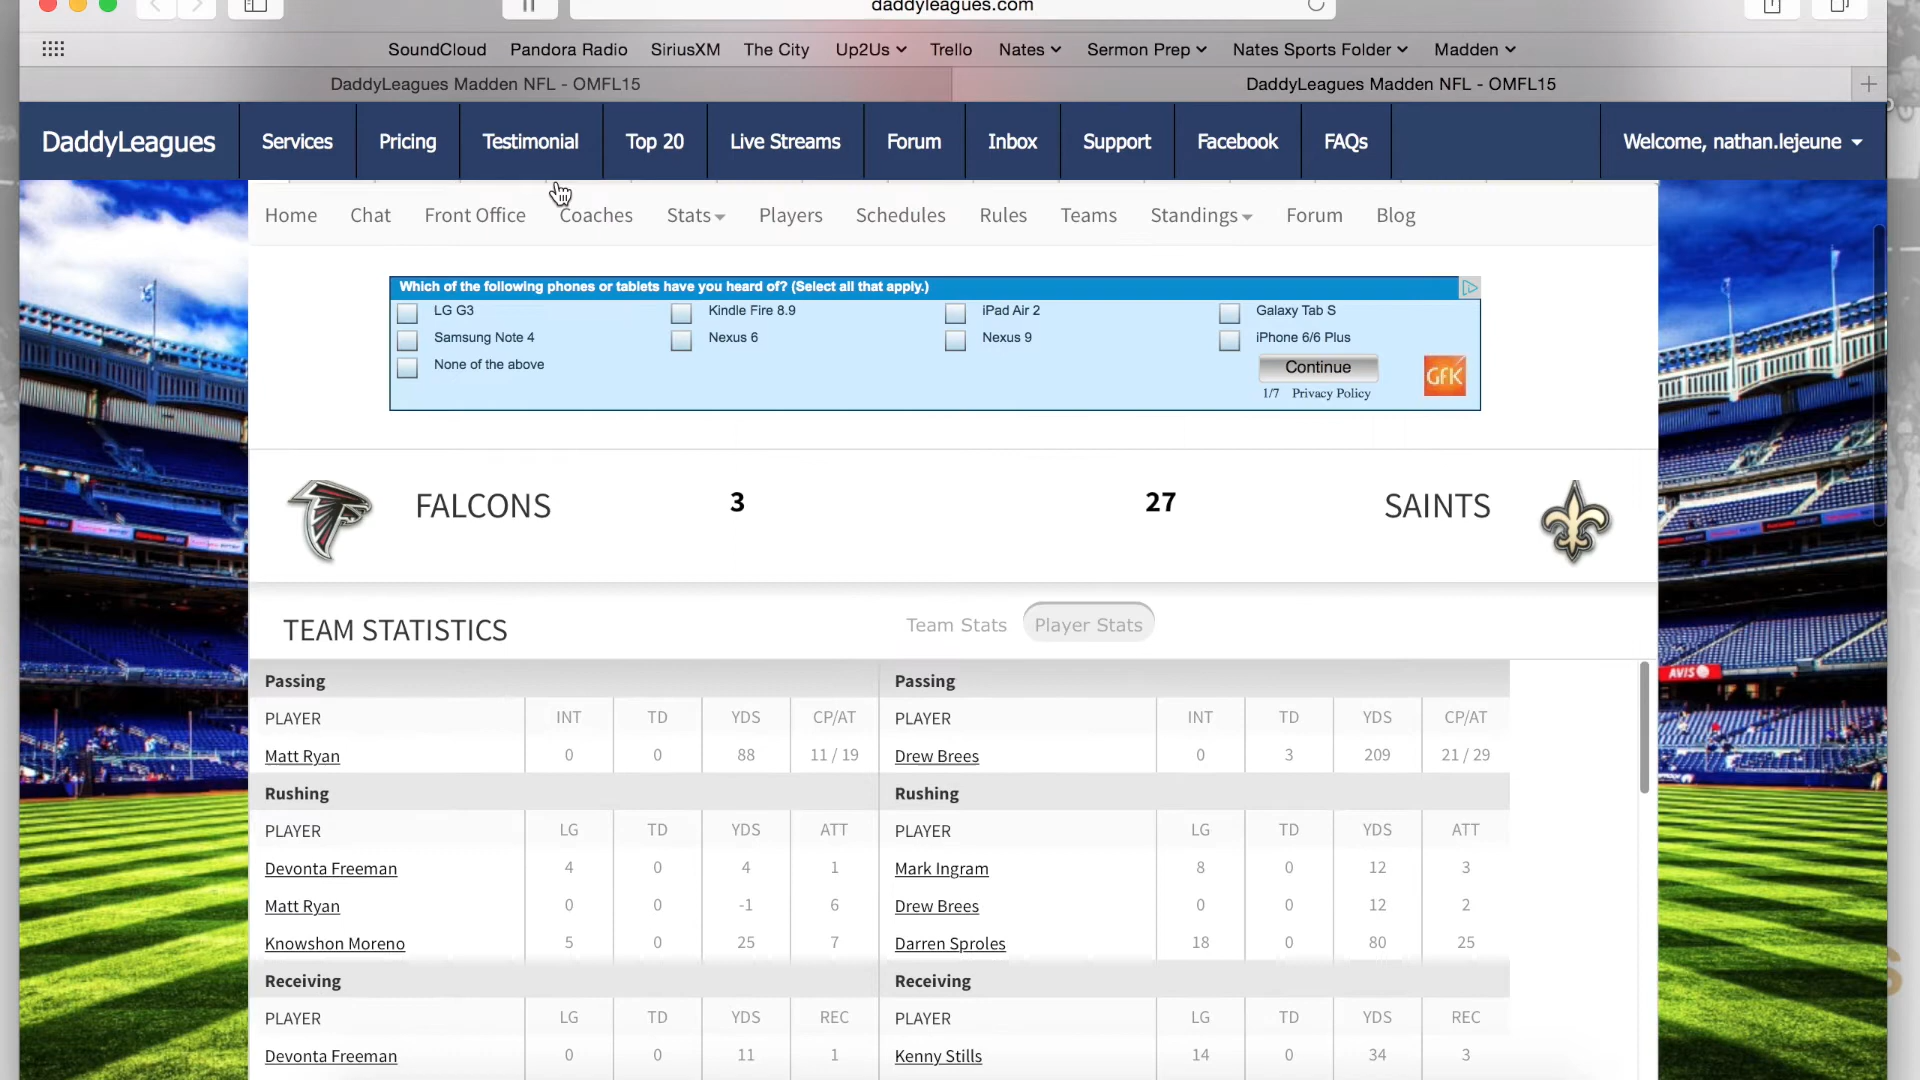 daddyleagues.com
SoundCloud Pandora Radio SiriusXM The City Up2Us Trello Nates Sermon Prep Nates Sports Folder Madden
DaddyLeagues Madden NFL - OMFL15 DaddyLeagues Madden NFL - OMFL15
DaddyLeagues Services Pricing Testimonial Top 20 Live Streams Forum Inbox Support Facebook FAQs Welcome, nathan.lejeune
Home Chat Front Office Coaches Stats Players Schedules Rules Teams Standings Forum Blog
Which of the following phones or tablets have you heard of? (Select all that apply.)
LG G3 Kindle Fire 8.9 iPad Air 2 Galaxy Tab S
Samsung Note 4 Nexus 6 Nexus 9 iPhone 6/6 Plus
None of the above
Continue
GfK
1/7 Privacy Policy
FALCONS 3 27 SAINTS
TEAM STATISTICS Team Stats Player Stats
Passing Passing
PLAYER INT TD YDS CP/AT PLAYER INT TD YDS CP/AT
Matt Ryan 0 0 88 11 / 19 Drew Brees 0 3 209 21 / 29
Rushing Rushing
PLAYER LG TD YDS ATT PLAYER LG TD YDS ATT
Devonta Freeman 4 0 4 1 Mark Ingram 8 0 12 3
Matt Ryan 0 0 -1 6 Drew Brees 0 0 12 2
Knowshon Moreno 5 0 25 7 Darren Sproles 18 0 80 25
Receiving Receiving
PLAYER LG TD YDS REC PLAYER LG TD YDS REC
Devonta Freeman 0 0 11 1 Kenny Stills 14 0 34 3
AVIS